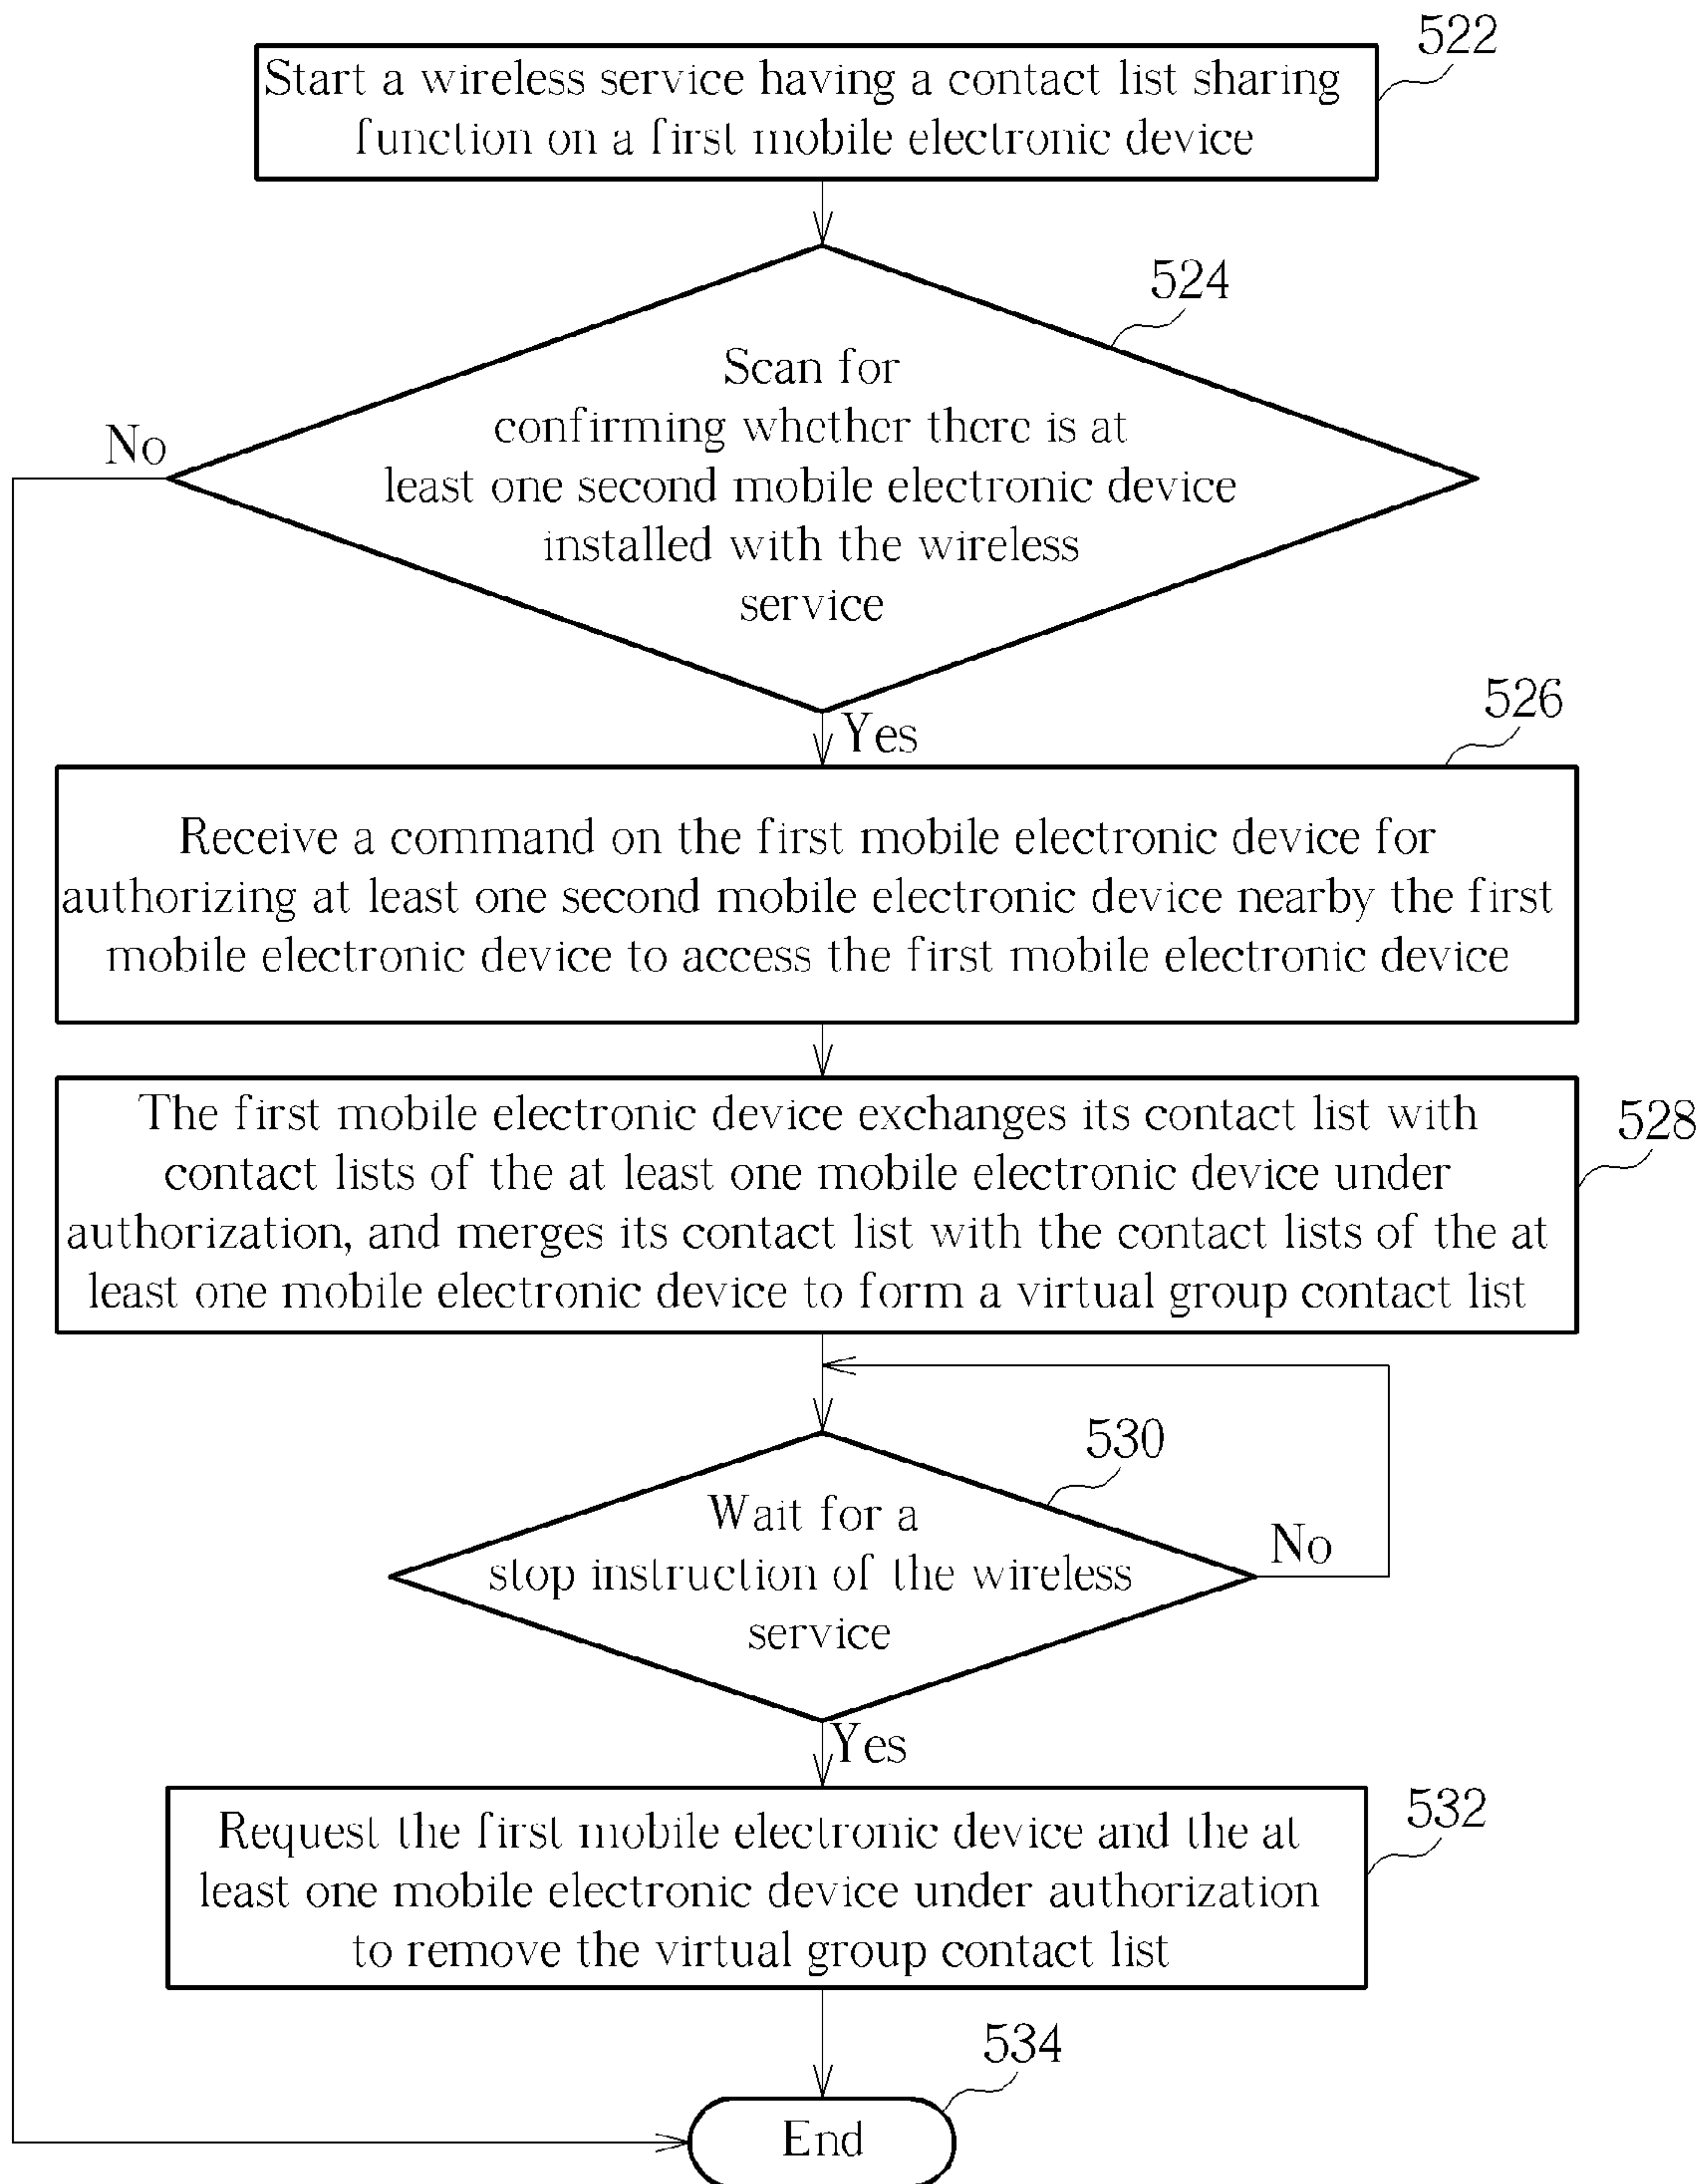 522
Start a wireless service having a contact list sharing
function on a first mobile electronic device
524
Scan for
confirming whether there is at
least one second mobile electronic device
installed with the wireless
service
No
Yes
526
Receive a command on the first mobile electronic device for
authorizing at least one second mobile electronic device nearby the first
mobile electronic device to access the first mobile electronic device
The first mobile electronic device exchanges its contact list with
contact lists of the at least one mobile electronic device under
authorization, and merges its contact list with the contact lists of the at
least one mobile electronic device to form a virtual group contact list
528
530
Wait for a
stop instruction of the wireless
service
No
Yes
532
Request the first mobile electronic device and the at
least one mobile electronic device under authorization
to remove the virtual group contact list
534
End